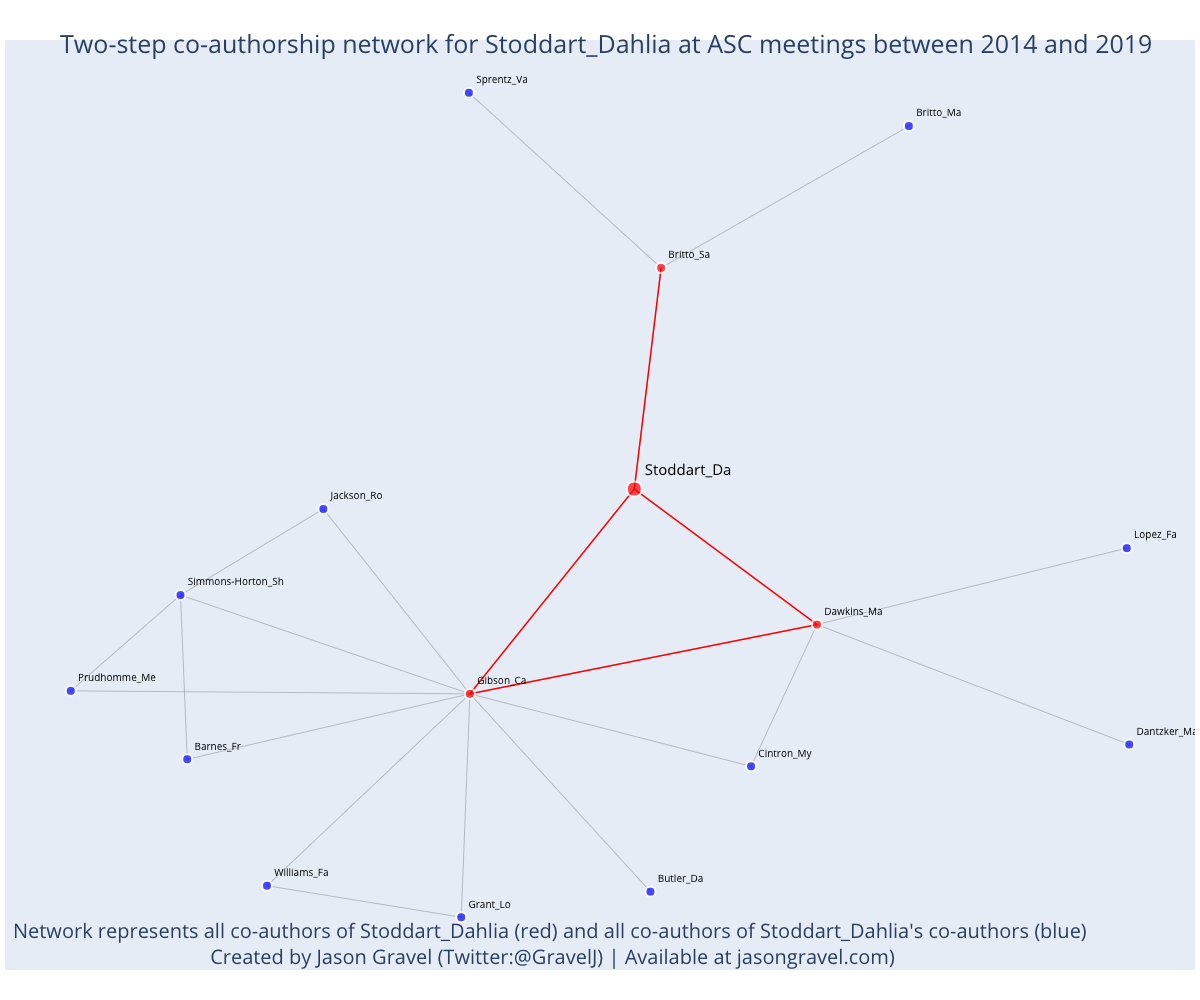 Two-step co-authorship network for Stoddart_Dahlia at ASC meetings between 2014 and 2019
Sprentz_Va
Britto_Ma
Britto_Sa
Stoddart_Da
Jackson_Ro
Lopez_Fa
Simmons-Horton_Sh
Dawkins_Ma
Prudhomme_Me
Gibson_Ca
Dantzker_Ma
Barnes_Fr
Cintron_My
Williams_Fa
Butler_Da
Grant_Lo
Network represents all co-authors of Stoddart_Dahlia (red) and all co-authors of Stoddart_Dahlia's co-authors (blue)
Created by Jason Gravel (Twitter:@GravelJ) | Available at jasongravel.com)